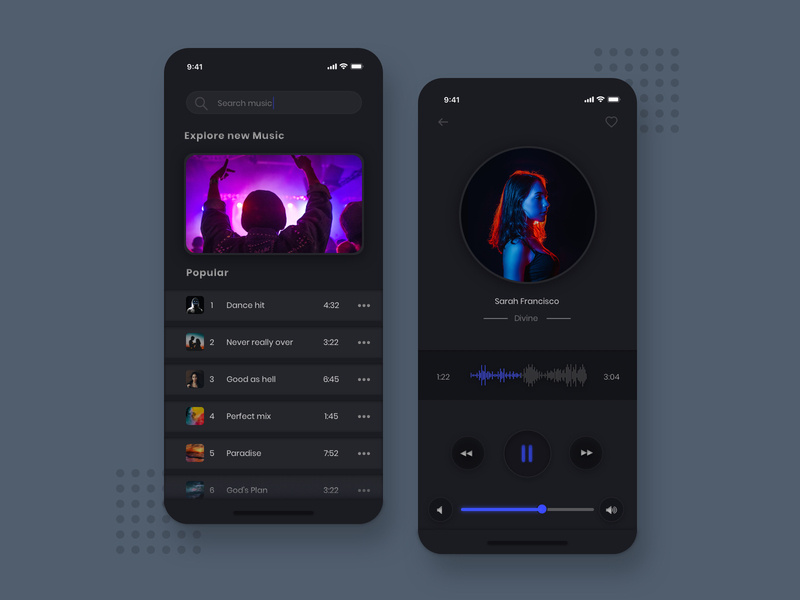 9:41
Search music
Explore new Music
Popular
1 Dance hit 4:32
2 Never really over 3:22
3 Good as hell 6:45
4 Perfect mix 1:45
5 Paradise 7:52
6 God's Plan 3:22
9:41
Sarah Francisco
Divine
1:22 3:04